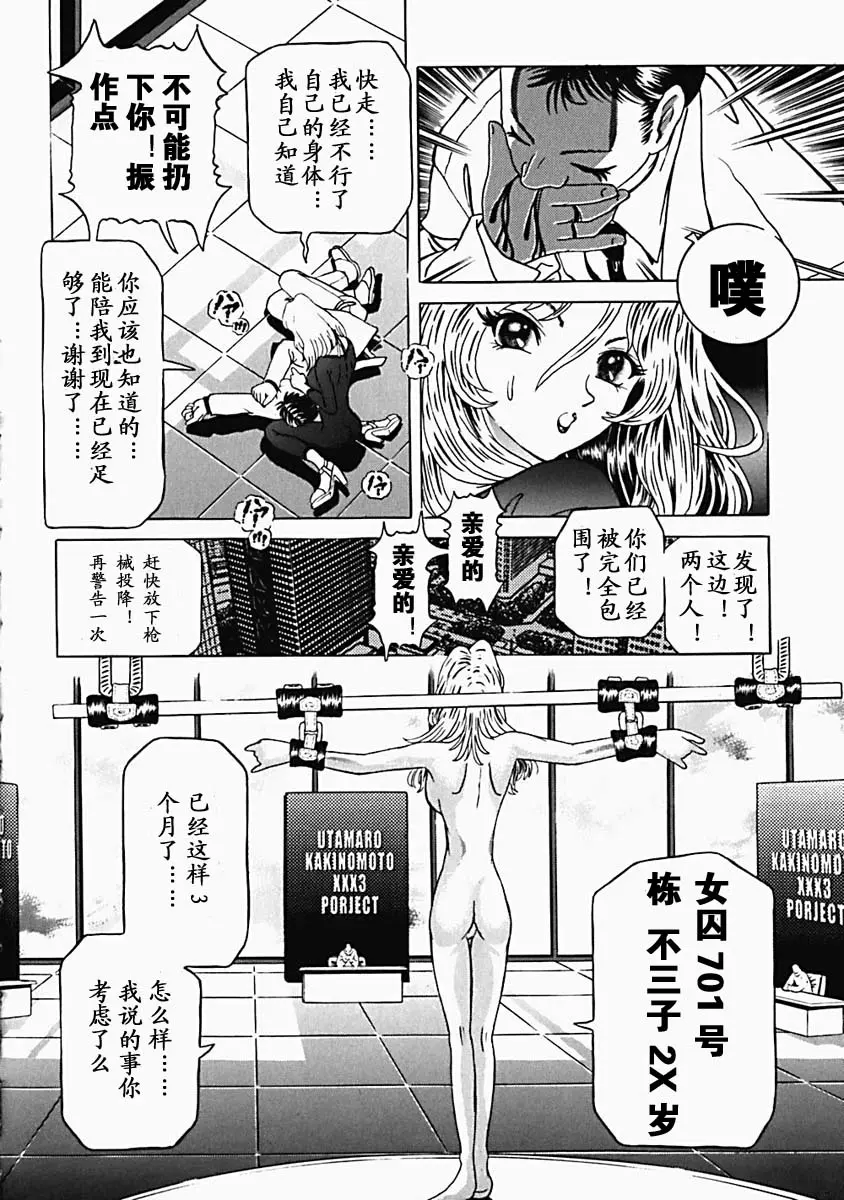 噗
快走……
我已经不行了
自己的身体…
我自己知道
不可能扔
下你！振
作点
你应该也知道的…
能陪我到现在已经足
够了…谢谢了……
!?
!?
!?
!?
!?
发现了！
这边！
两个人！
你们已经
被完全包
围了！
亲爱的
亲爱的！
赶快放下枪
械投降！
再警告一次
女囚701号
栋 不三子 2X岁
已经这样3
个月了……
怎么样……
我说的事你
考虑了么
UTAMARO
KAKINOMOTO
XXX3
PORJECT
UTAMARO
KAKINOMOTO
XXX3
PORJECT